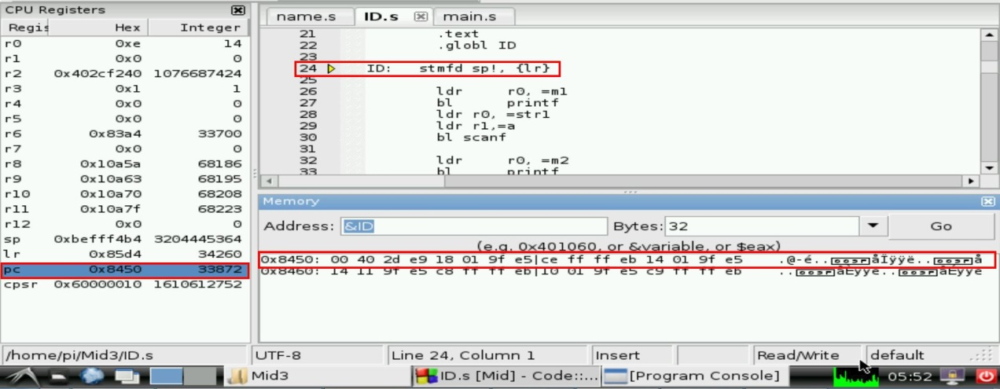 CPU Registers
Regis Hex Integer
r0 0xe 14
r1 0x0 0
r2 0x402cf240 1076687424
r3 0x1 1
r4 0x0 0
r5 0x0 0
r6 0x83a4 33700
r7 0x0 0
r8 0x10a5a 68186
r9 0x10a63 68195
r10 0x10a70 68208
r11 0x10a7f 68223
r12 0x0 0
sp 0xbefff4b4 3204445364
lr 0x85d4 34260
pc 0x8450 33872
cpsr 0x60000010 1610612752
name.s ID.s main.s
21 .text
22 .globl ID
23
24 ID: stmfd sp!, {lr}
25
26 ldr r0, =m1
27 bl printf
28 ldr r0, =str1
29 ldr r1,=a
30 bl scanf
31
32 ldr r0, =m2
33 bl printf
Memory
Address: &ID Bytes: 32 Go
(e.g. 0x401060, or &variable, or $eax)
0x8450: 00 40 2d e9 18 01 9f e5|ce ff ff eb 14 01 9f e5 .@-é..
0x8460: 14 11 9f e5 c8 ff ff eb|10 01 9f e5 c9 ff ff eb
/home/pi/Mid3/ID.s UTF-8 Line 24, Column 1 Insert Read/Write default
Mid3 ID.s [Mid] - Code::... [Program Console] 05:52